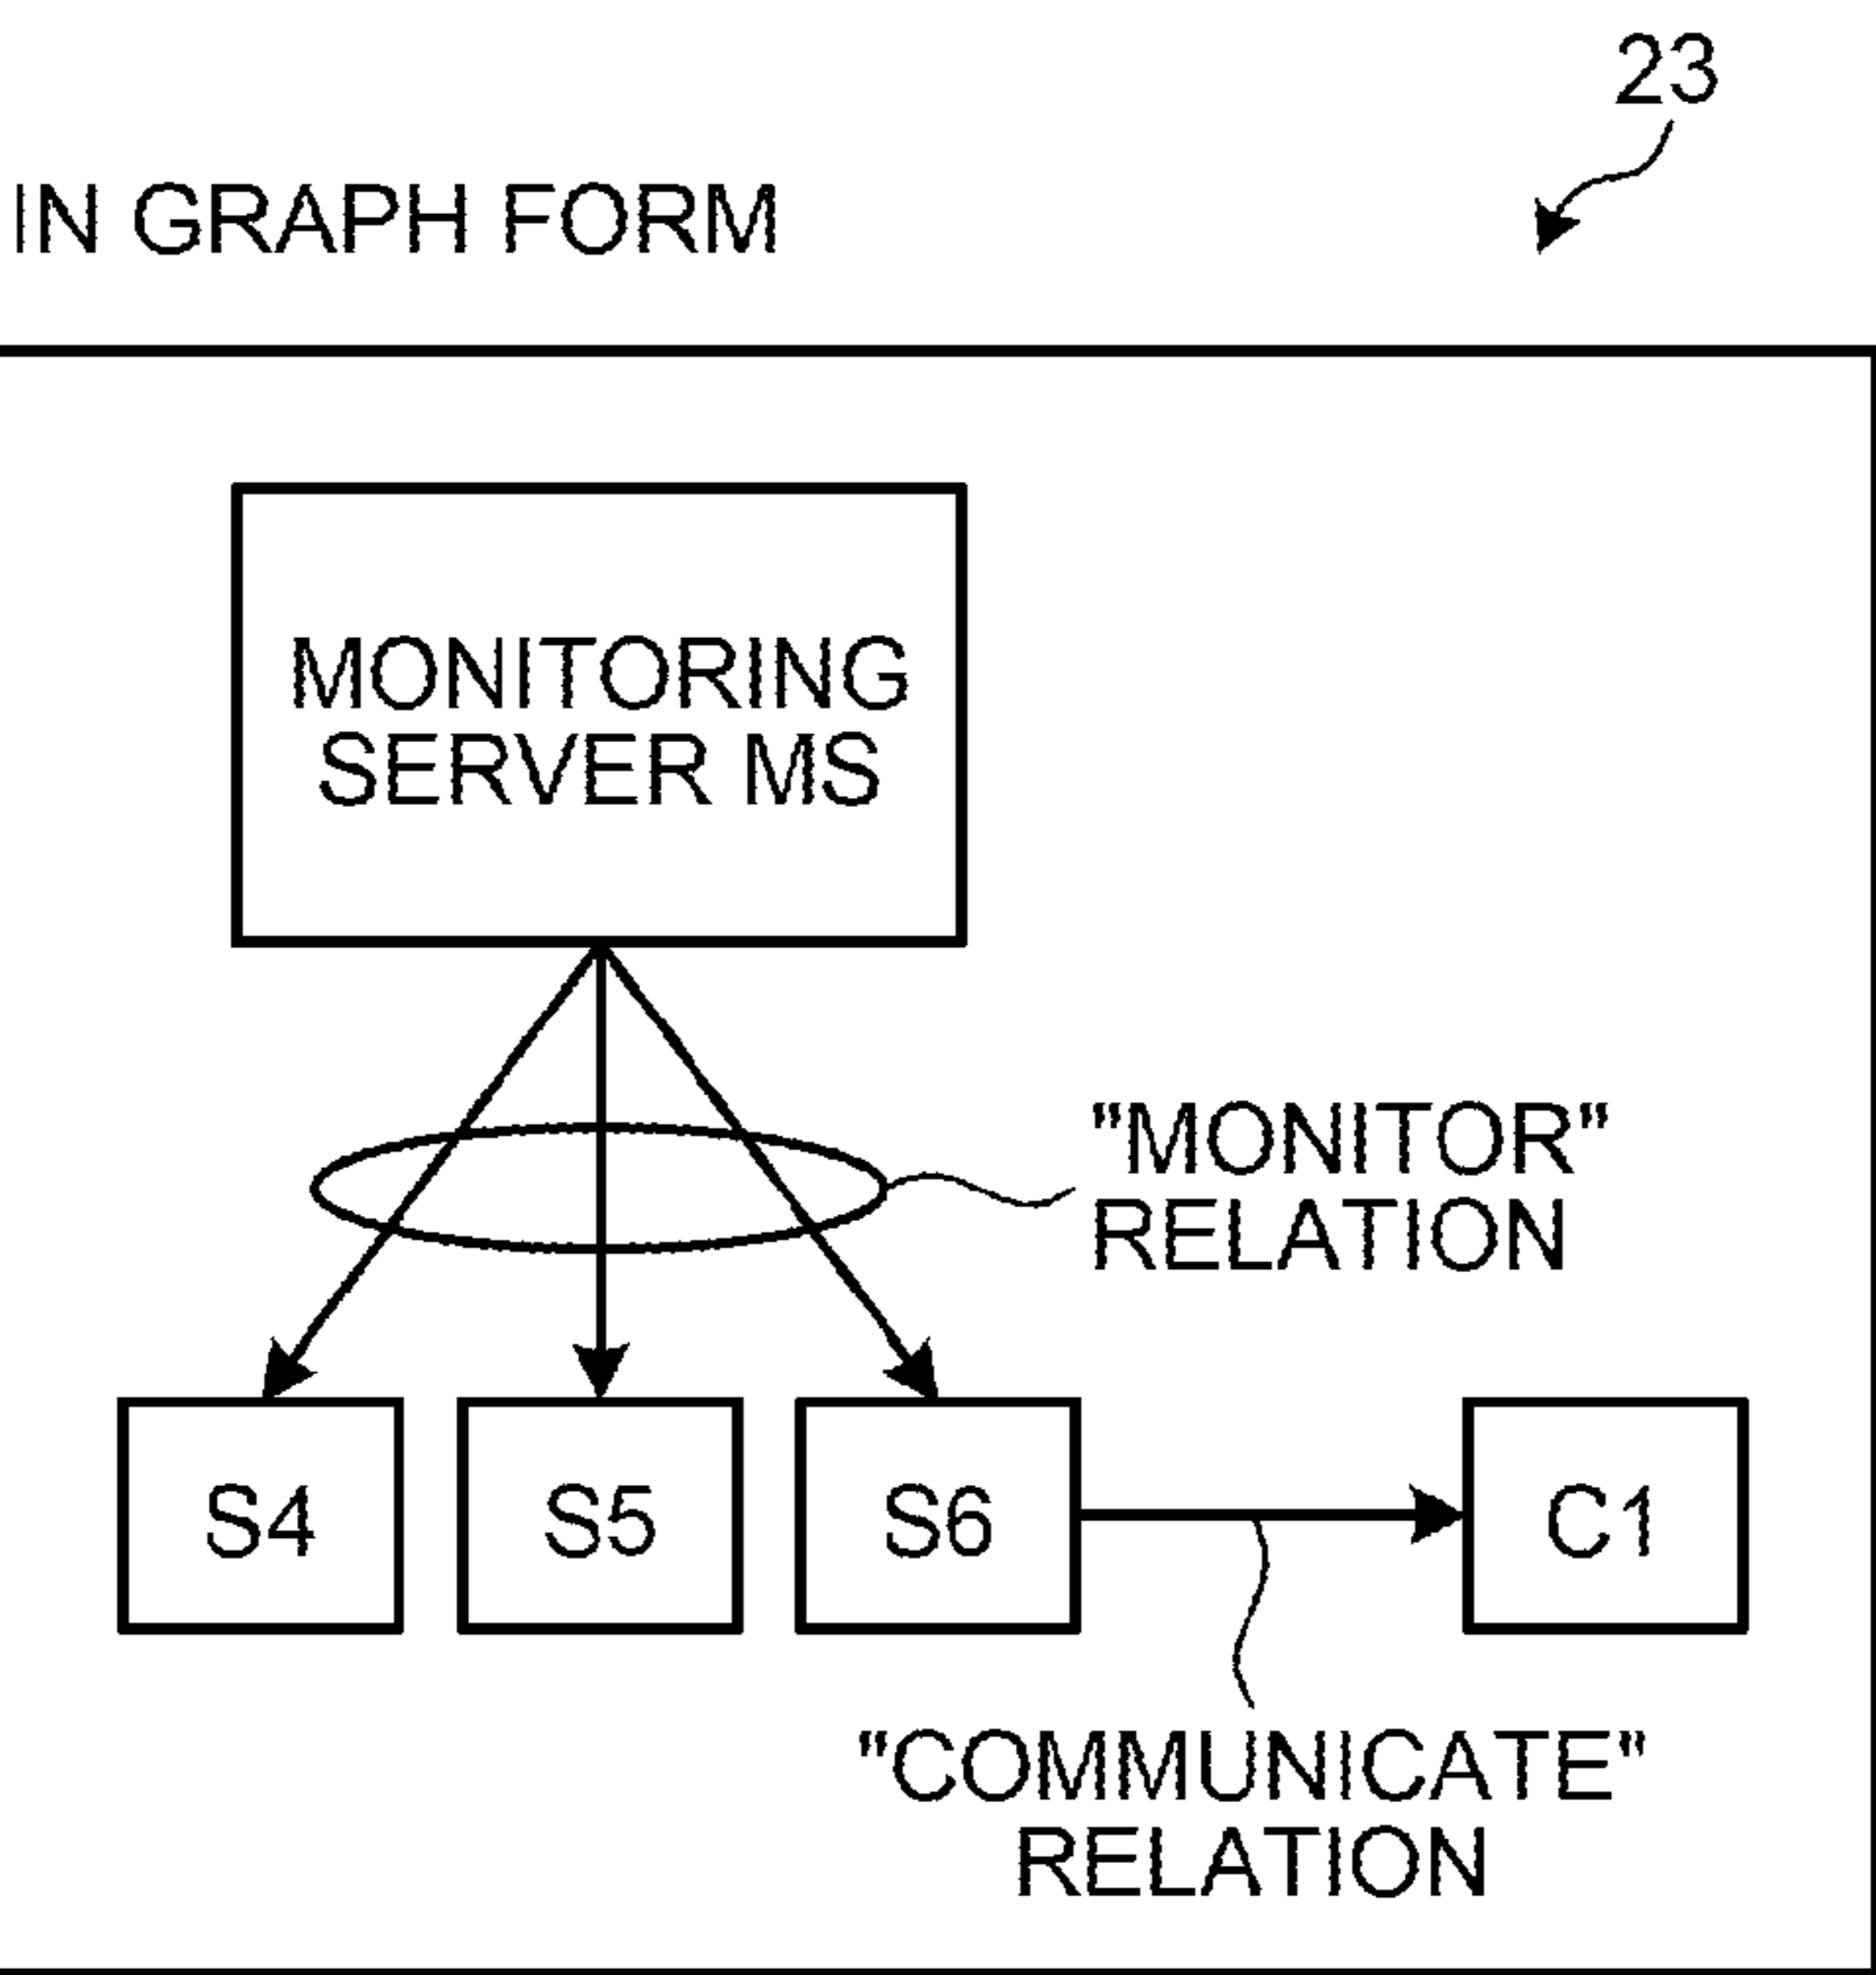 23
IN GRAPH FORM
MONITORING
SERVER MS
"MONITOR"
RELATION
S4
S5
S6
C1
"COMMUNICATE"
RELATION